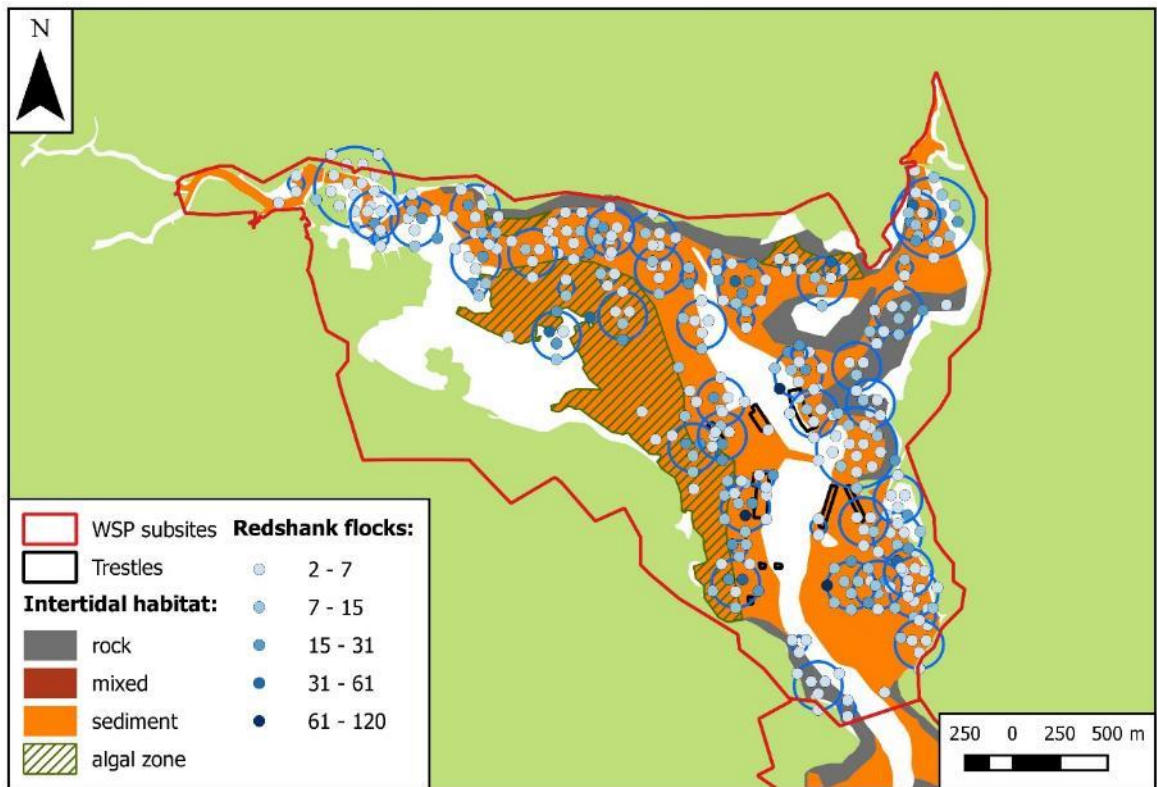 N
WSP subsites
Trestles
Intertidal habitat:
rock
mixed
sediment
algal zone
Redshank flocks:
2 - 7
7 - 15
15 - 31
31 - 61
61 - 120
250 0 250 500 m